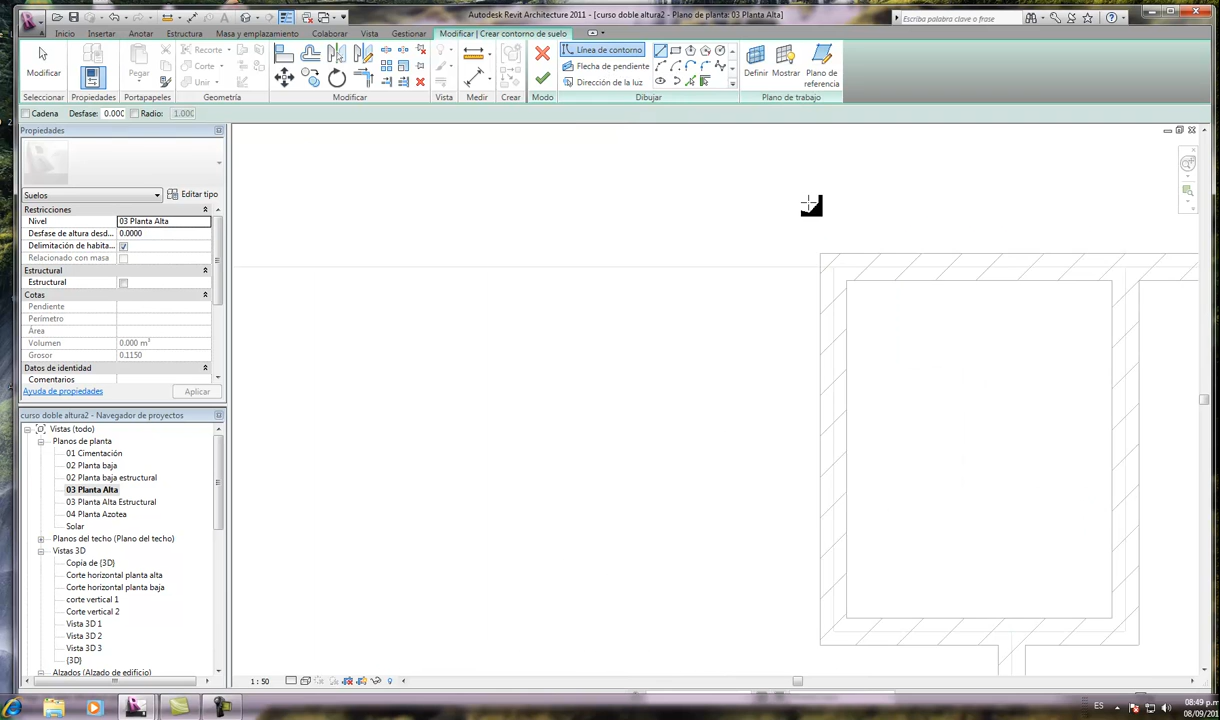 Autodesk Revit Architecture 2011 - [curso doble altura2 - Plano de planta: 03 Planta Alta]
Escriba palabra clave o frase
Inicio Insertar Anotar Estructura Masa y emplazamiento Colaborar Vista Gestionar Modificar | Crear contorno de suelo
Modificar
Pegar
Recorte
Corte
Unir
Línea de contorno
Flecha de pendiente
Dirección de la luz
Definir Mostrar Plano de referencia
Seleccionar Propiedades Portapapeles Geometría Modificar Vista Medir Crear Modo Dibujar Plano de trabajo
Cadena Desfase: 0.000 Radio: 1.000
Propiedades
Suelos Editar tipo
Restricciones
Nivel 03 Planta Alta
Desfase de altura desd... 0.0000
Delimitación de habita...
Relacionado con masa
Estructural
Estructural
Cotas
Pendiente
Perímetro
Área
Volumen 0.000 m³
Grosor 0.1150
Datos de identidad
Comentarios
Ayuda de propiedades Aplicar
curso doble altura2 - Navegador de proyectos
Vistas (todo)
Planos de planta
01 Cimentación
02 Planta baja
02 Planta baja estructural
03 Planta Alta
03 Planta Alta Estructural
04 Planta Azotea
Solar
Planos del techo (Plano del techo)
Vistas 3D
Copia de {3D}
Corte horizontal planta alta
Corte horizontal planta baja
corte vertical 1
Corte vertical 2
Vista 3D 1
Vista 3D 2
Vista 3D 3
{3D}
Alzados (Alzado de edificio)
1 : 50
ES
08:49 p.m.
08/09/201